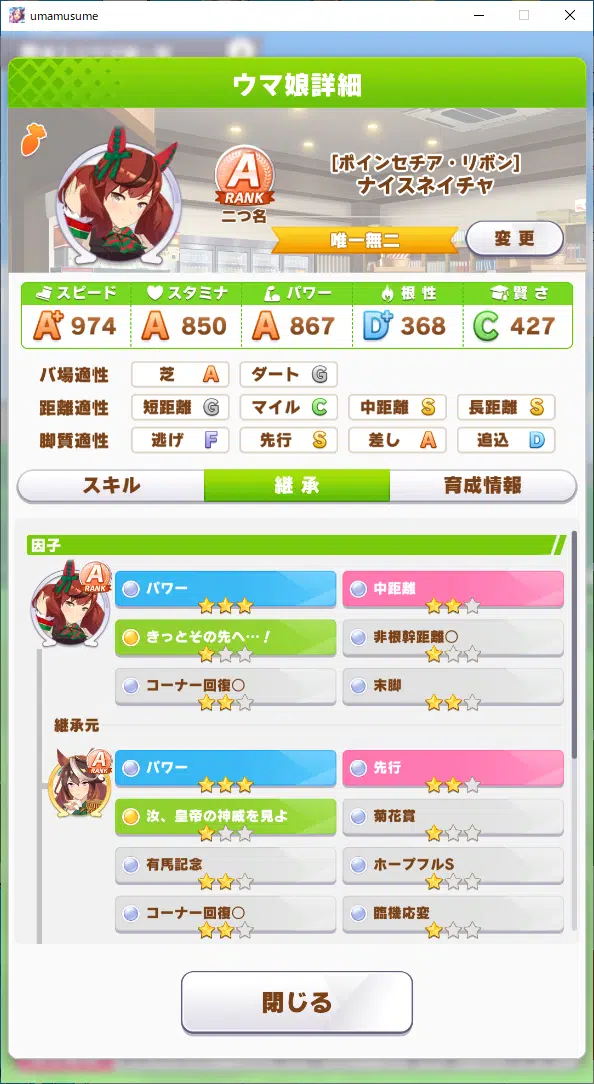 umamusume
ウマ娘詳細
A
RANK
二つ名
[ポインセチア・リボン]
ナイスネイチャ
唯一無二
変更
スピード スタミナ パワー 根性 賢さ
A+ 974 A 850 A 867 D+ 368 C 427
バ場適性 芝 A ダート G
距離適性 短距離 G マイル C 中距離 S 長距離 S
脚質適性 逃げ F 先行 S 差し A 追込 D
スキル 継承 育成情報
因子
A
RANK
パワー 中距離
きっとその先へ…！ 非根幹距離○
コーナー回復○ 末脚
継承元
A
RANK
パワー 先行
汝、皇帝の神威を見よ 菊花賞
有馬記念 ホープフルS
コーナー回復○ 臨機応変
閉じる